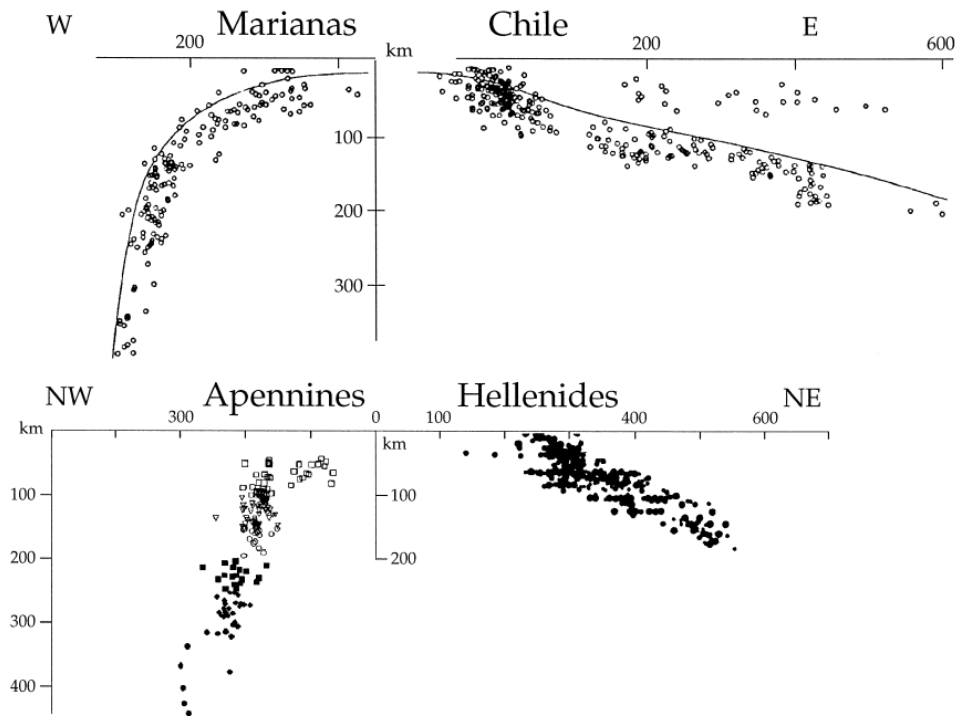 W Marianas Chile E
200 km 200 600
100
200
300
NW Apennines Hellenides NE
km 300 0 100 400 600
km
100 100
200 200
300
400